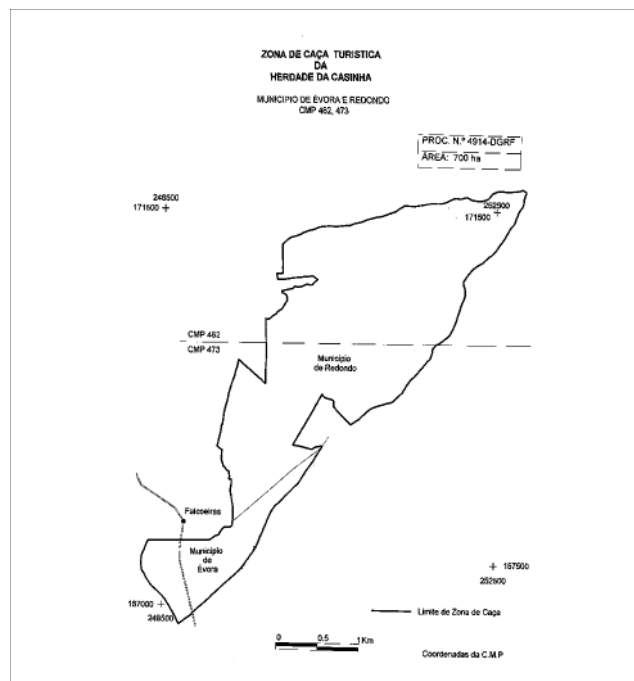 ZONA DE CAÇA TURISTICA
DA
HERDADE DA CASINHA
MUNICIPIO DE ÉVORA E REDONDO
CMP 462, 473
PROC. N.º 4914-DGRF
ÁREA: 700 ha
248500
171500
252500
171500
CMP 462
CMP 473
Município
de Redondo
Falcoeiras
Município
de
Évora
167500
252500
167000
248500
Limite de Zona de Caça
0 0.5 1Km
Coordenadas da C.M.P